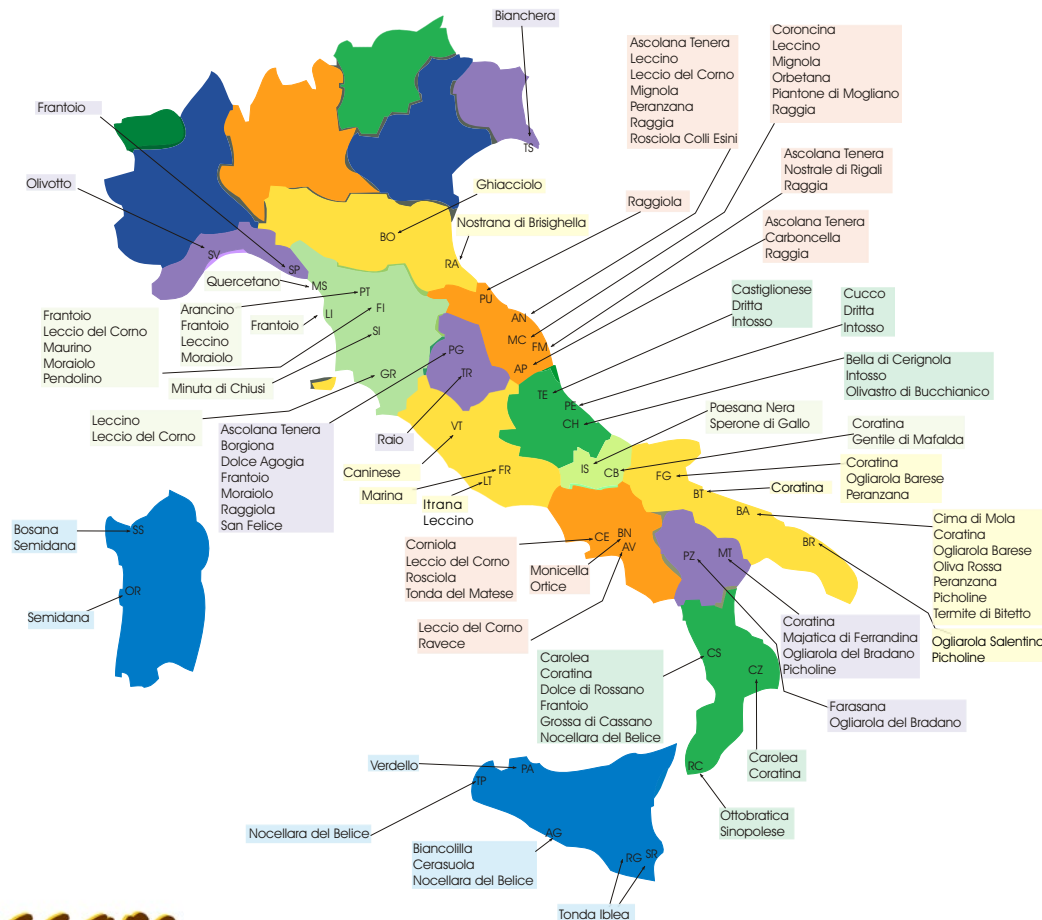 Bianchera
Ascolana Tenera
Leccino
Leccio del Corno
Mignola
Peranzana
Raggia
Rosciola Colli Esini
Coroncina
Leccino
Mignola
Orbetana
Piantone di Mogliano
Raggia
Frantoio
TS
Ascolana Tenera
Nostrale di Rigali
Raggia
Olivotto
Ghiacciolo
Raggiola
Nostrana di Brisighella
Ascolana Tenera
Carboncella
Raggia
BO
SV
SP
RA
Quercetano
MS
PT
PU
Castiglionese
Dritta
Intosso
Cucco
Dritta
Intosso
Frantoio
Leccio del Corno
Maurino
Moraiolo
Pendolino
Arancino
Frantoio
Leccino
Moraiolo
Frantoio
LI
FI
SI
AN
MC
FM
AP
PG
TR
GR
Minuta di Chiusi
Bella di Cerignola
Intosso
Olivastro di Bucchianico
TE
PE
CH
Leccino
Leccio del Corno
Ascolana Tenera
Borgiona
Dolce Agogia
Frantoio
Moraiolo
Raggiola
San Felice
Raio
VT
Paesana Nera
Sperone di Gallo
Coratina
Gentile di Mafalda
Caninese
FR
LT
IS
CB
FG
BT
BA
BR
Coratina
Ogliarola Barese
Peranzana
Marina
Itrana
Leccino
Coratina
Bosana
Semidana
SS
Cima di Mola
Coratina
Ogliarola Barese
Oliva Rossa
Peranzana
Picholine
Termite di Bitetto
Corniola
Leccio del Corno
Rosciola
Tonda del Matese
CE
BN
AV
PZ
MT
Monicella
Ortice
OR
Semidana
Leccio del Corno
Ravece
Coratina
Majatica di Ferrandina
Ogliarola del Bradano
Picholine
Ogliarola Salentina
Picholine
Carolea
Coratina
Dolce di Rossano
Frantoio
Grossa di Cassano
Nocellara del Belice
CS
CZ
Farasana
Ogliarola del Bradano
Verdello
PA
TP
RC
Carolea
Coratina
Nocellara del Belice
AG
Ottobratica
Sinopolese
Biancolilla
Cerasuola
Nocellara del Belice
RG
SR
Tonda Iblea